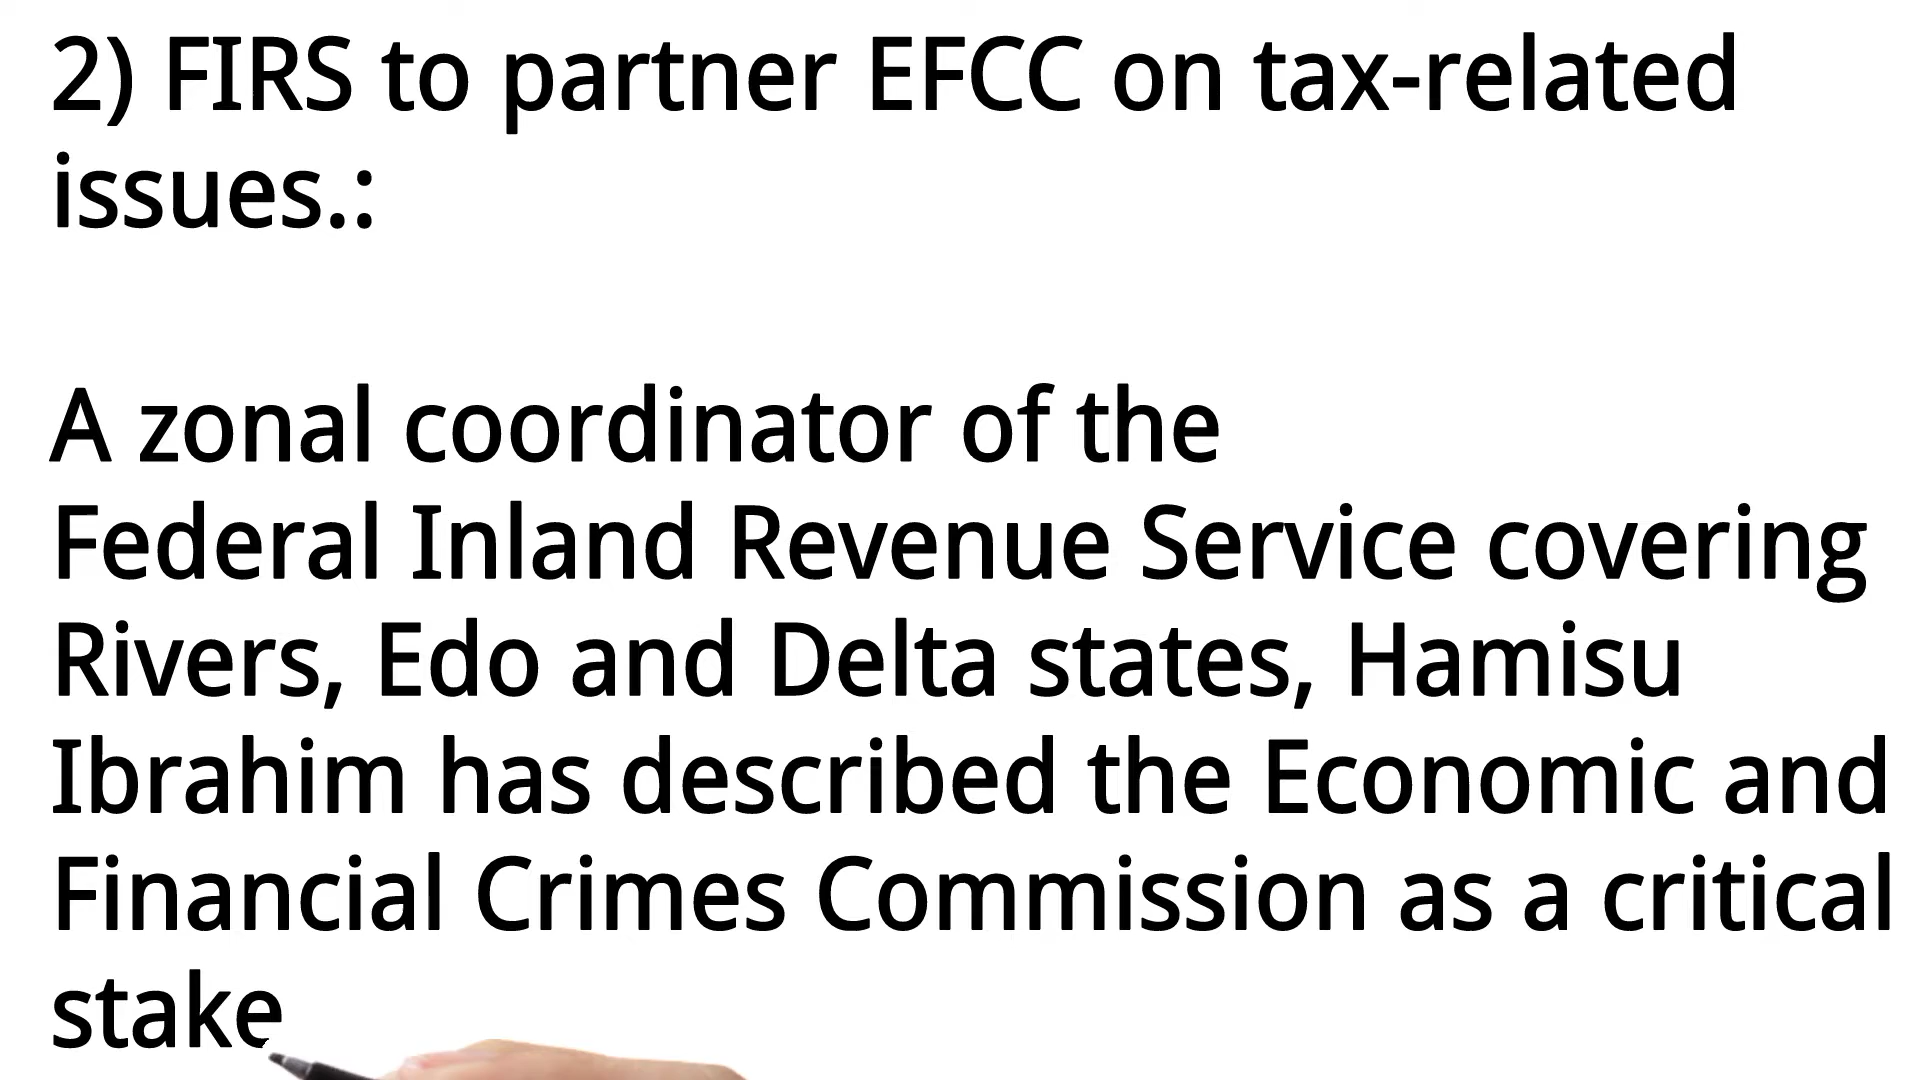 2) FIRS to partner EFCC on tax-related
issues.:
A zonal coordinator of the
Federal Inland Revenue Service covering
Rivers, Edo and Delta states, Hamisu
Ibrahim has described the Economic and
Financial Crimes Commission as a critical
stake